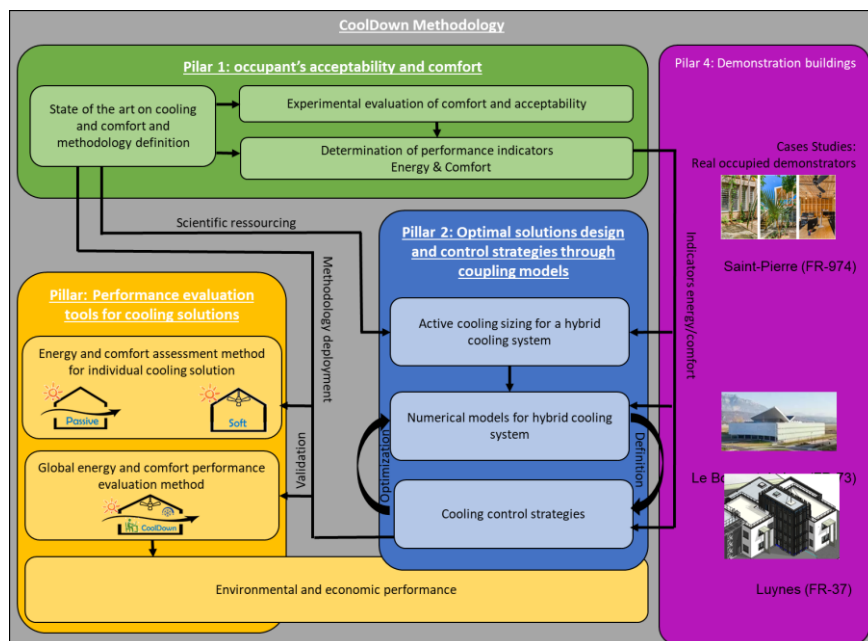 CoolDown Methodology
Pilar 1: occupant's acceptability and comfort
State of the art on cooling
and comfort and
methodology definition
Experimental evaluation of comfort and acceptability
Determination of performance indicators
Energy & Comfort
Pilar 4: Demonstration buildings
Cases Studies:
Real occupied demonstrators
Saint-Pierre (FR-974)
Scientific ressourcing
Methodology deployment
Validation
Indicators energy/comfort
Pillar 2: Optimal solutions design
and control strategies through
coupling models
Active cooling sizing for a hybrid
cooling system
Numerical models for hybrid cooling
system
Cooling control strategies
Optimization
Definition
Pillar: Performance evaluation
tools for cooling solutions
Energy and comfort assessment method
for individual cooling solution
Passive
Soft
Global energy and comfort performance
evaluation method
CoolDown
Environmental and economic performance
Le Bo
73)
Luynes (FR-37)